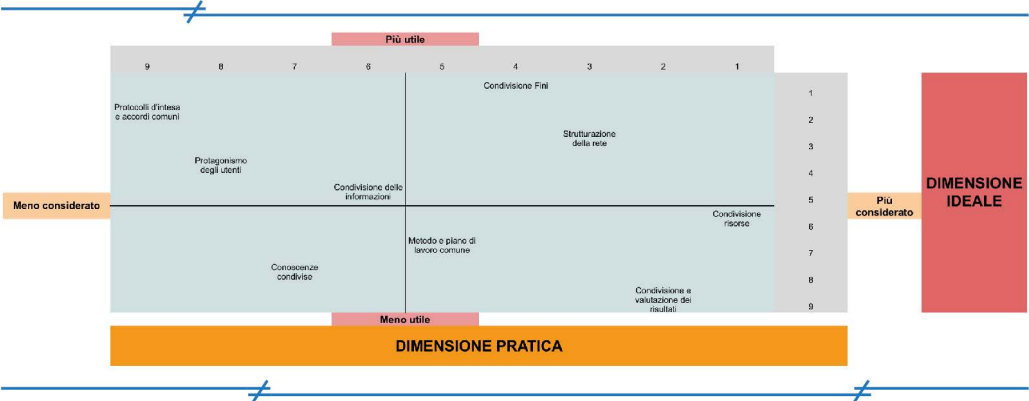 Più utile
9 8 7 6 5 4 3 2 1
Condivisione Fini
1
Protocolli d'intesa
e accordi comuni
2
Strutturazione
della rete
3
Protagonismo
degli utenti
4
Condivisione delle
informazioni
Meno considerato
5
Più
considerato
DIMENSIONE
IDEALE
Condivisione
risorse
6
Metodo e piano di
lavoro comune
7
Conoscenze
condivise
8
Condivisione e
valutazione dei
risultati
9
Meno utile
DIMENSIONE PRATICA